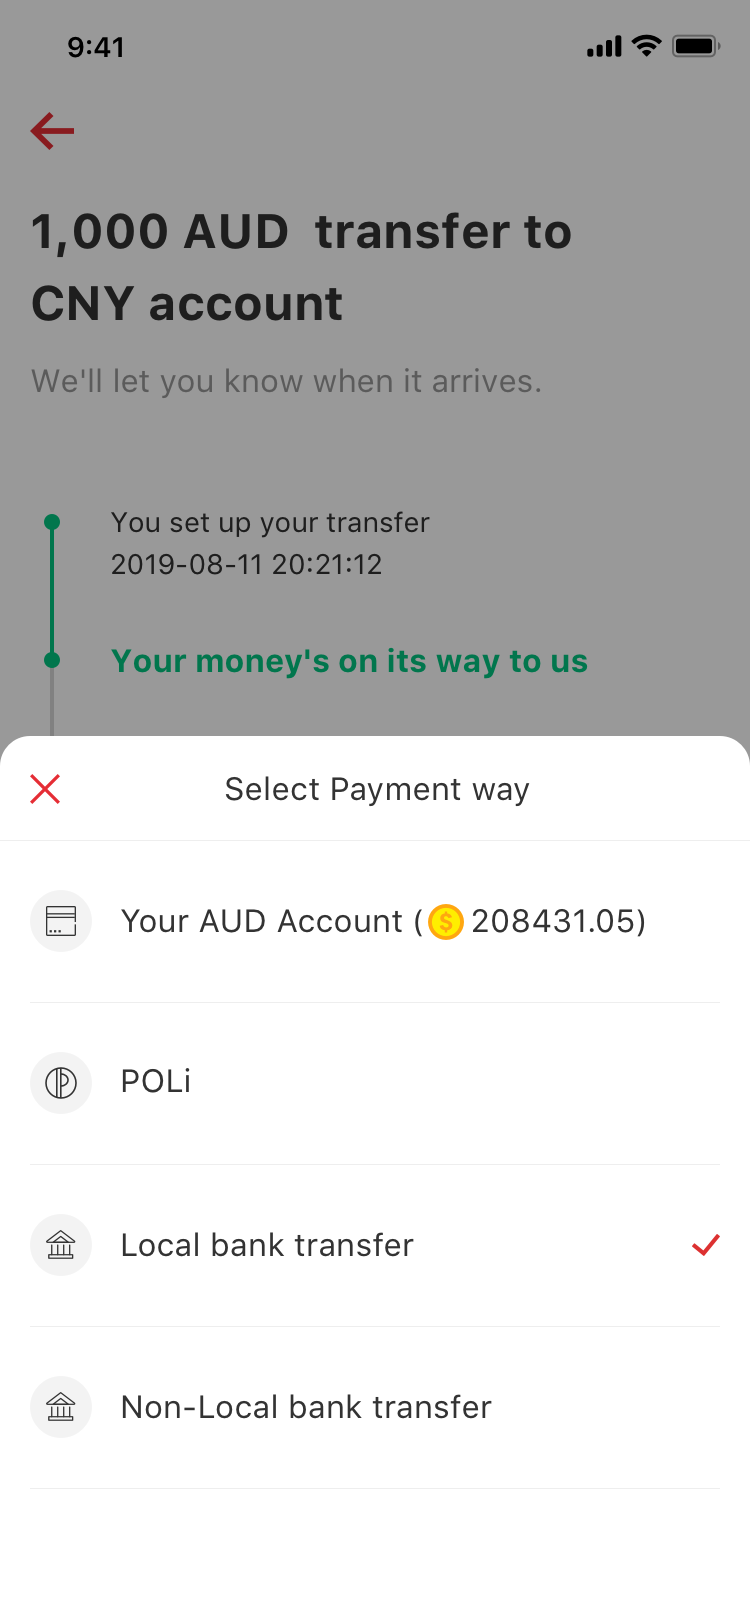 9:41
1,000 AUD  transfer to
CNY account
We'll let you know when it arrives.
You set up your transfer
2019-08-11 20:21:12
Your money's on its way to us
Select Payment way
Your AUD Account ($ 208431.05)
POLi
Local bank transfer
Non-Local bank transfer